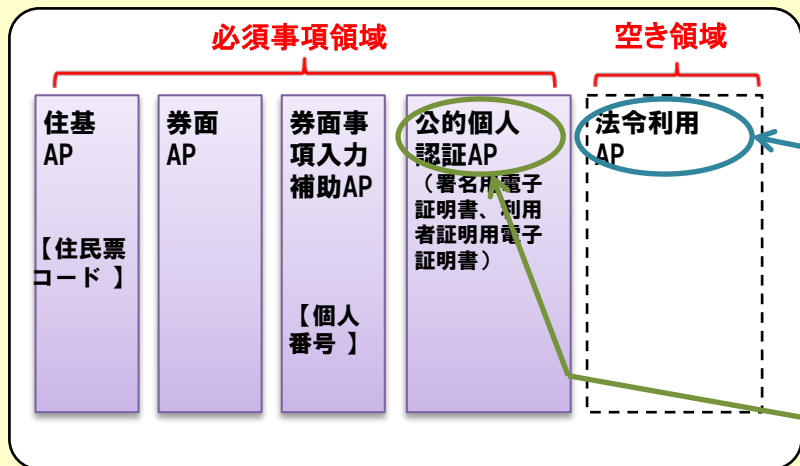 必須事項領域
空き領域
住基
AP
【住民票
コード 】
券面
AP
券面事
項入力
補助AP
【個人
番号 】
公的個人
認証AP
（署名用電子
証明書、利用
者証明用電子
証明書）
法令利用
AP